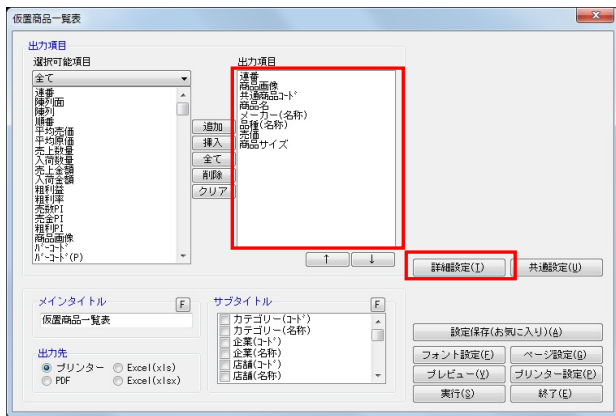 仮置商品一覧表
出力項目
選択可能項目
全て
連番
陳列面
陳列
順番
平均売価
平均原価
売上数量
入荷数量
売上金額
入荷金額
粗利益
粗利率
売数PI
売金PI
粗利PI
商品画像
バーコード
バーコード(P)
追加
挿入
全て
削除
クリア
出力項目
連番
商品画像
共通商品コード
商品名
メーカー(名称)
品種(名称)
売価
商品サイズ
↑ ↓
詳細設定(T) 共通設定(U)
メインタイトル F
仮置商品一覧表
サブタイトル F
カテゴリー(コード)
カテゴリー(名称)
企業(コード)
企業(名称)
店舗(コード)
店舗(名称)
出力先
プリンター Excel(xls)
PDF Excel(xlsx)
設定保存(お気に入り)(A)
フォント設定(F) ページ設定(G)
プレビュー(V) プリンター設定(P)
実行(S) 終了(E)